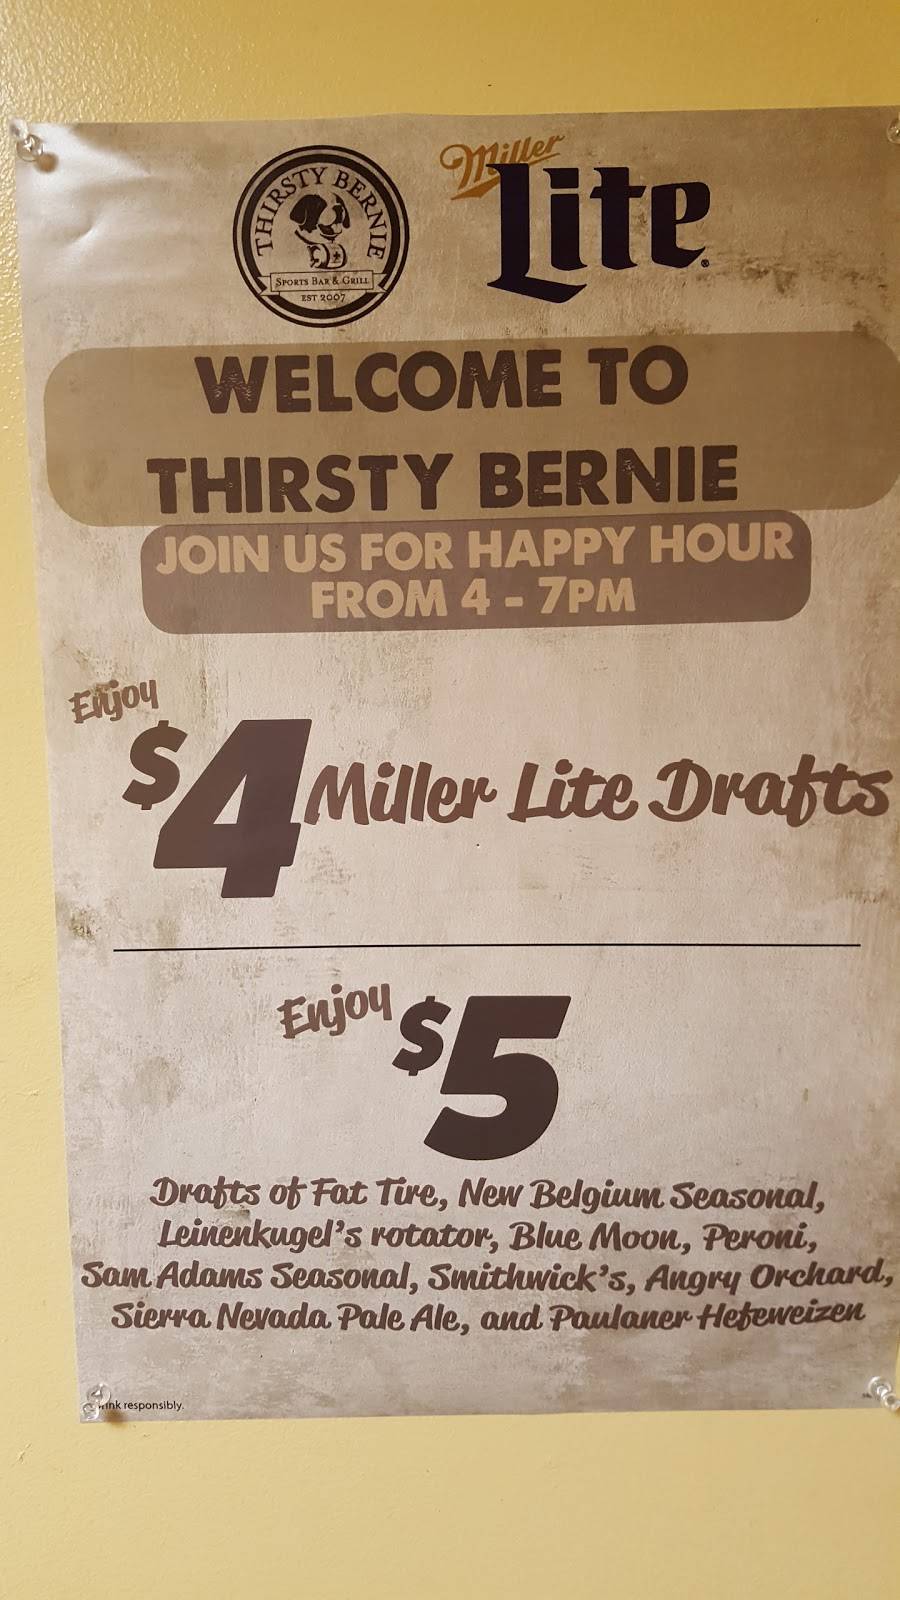 THIRSTY BERNIE
SPORTS BAR & GRILL
EST 2007
Miller
Lite
WELCOME TO
THIRSTY BERNIE
JOIN US FOR HAPPY HOUR
FROM 4 - 7PM
Enjoy
$4 Miller Lite Drafts
Enjoy $5
Drafts of Fat Tire, New Belgium Seasonal,
Leinenkugel's rotator, Blue Moon, Peroni,
Sam Adams Seasonal, Smithwick's, Angry Orchard,
Sierra Nevada Pale Ale, and Paulaner Hefeweizen
responsibly.